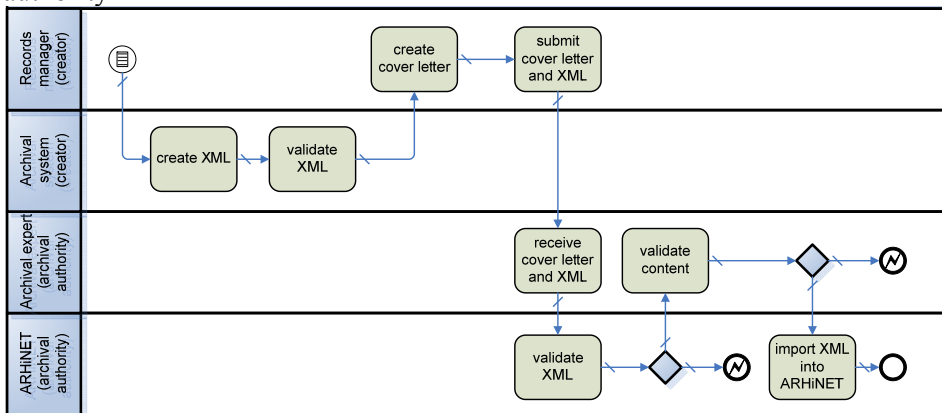 authority
Records
manager
(creator)
create
cover letter
submit
cover letter
and XML
Archival
system
(creator)
create XML
validate
XML
Archival expert
(archival
authority)
receive
cover letter
and XML
validate
content
ARHiNET
(archival
authority)
validate
XML
import XML
into
ARHiNET